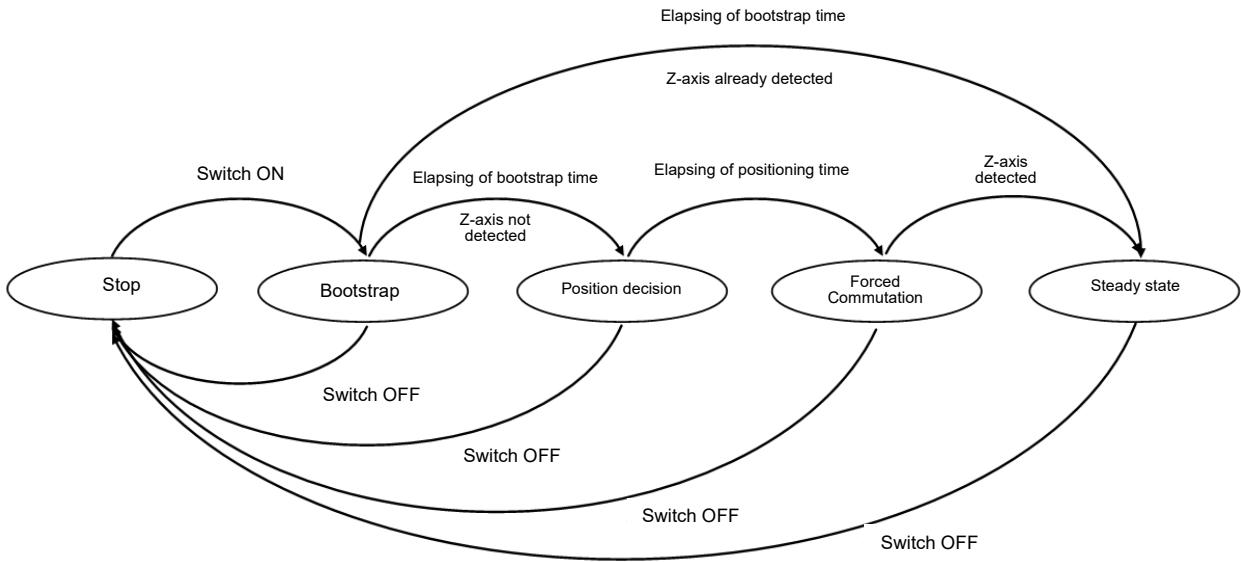 Elapsing of bootstrap time
Z-axis already detected
Switch ON
Elapsing of bootstrap time
Z-axis not
detected
Elapsing of positioning time
Z-axis
detected
Stop
Bootstrap
Position decision
Forced
Commutation
Steady state
Switch OFF
Switch OFF
Switch OFF
Switch OFF